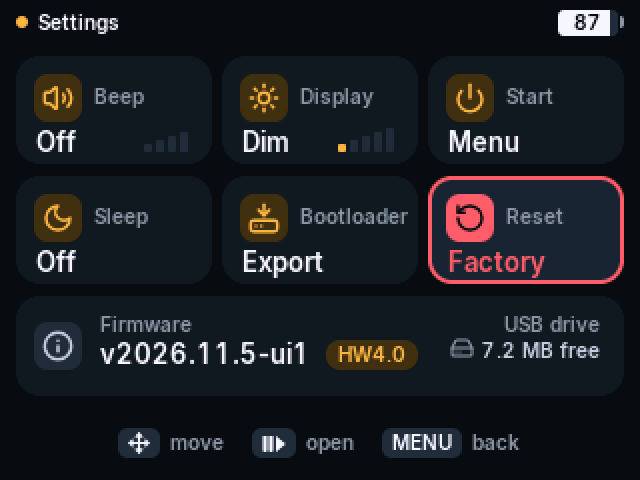 Settings
87
Beep
Off
Display
Dim
Start
Menu
Sleep
Off
Bootloader
Export
Reset
Factory
Firmware
v2026.11.5-ui1 HW4.0
USB drive
7.2 MB free
move open MENU back